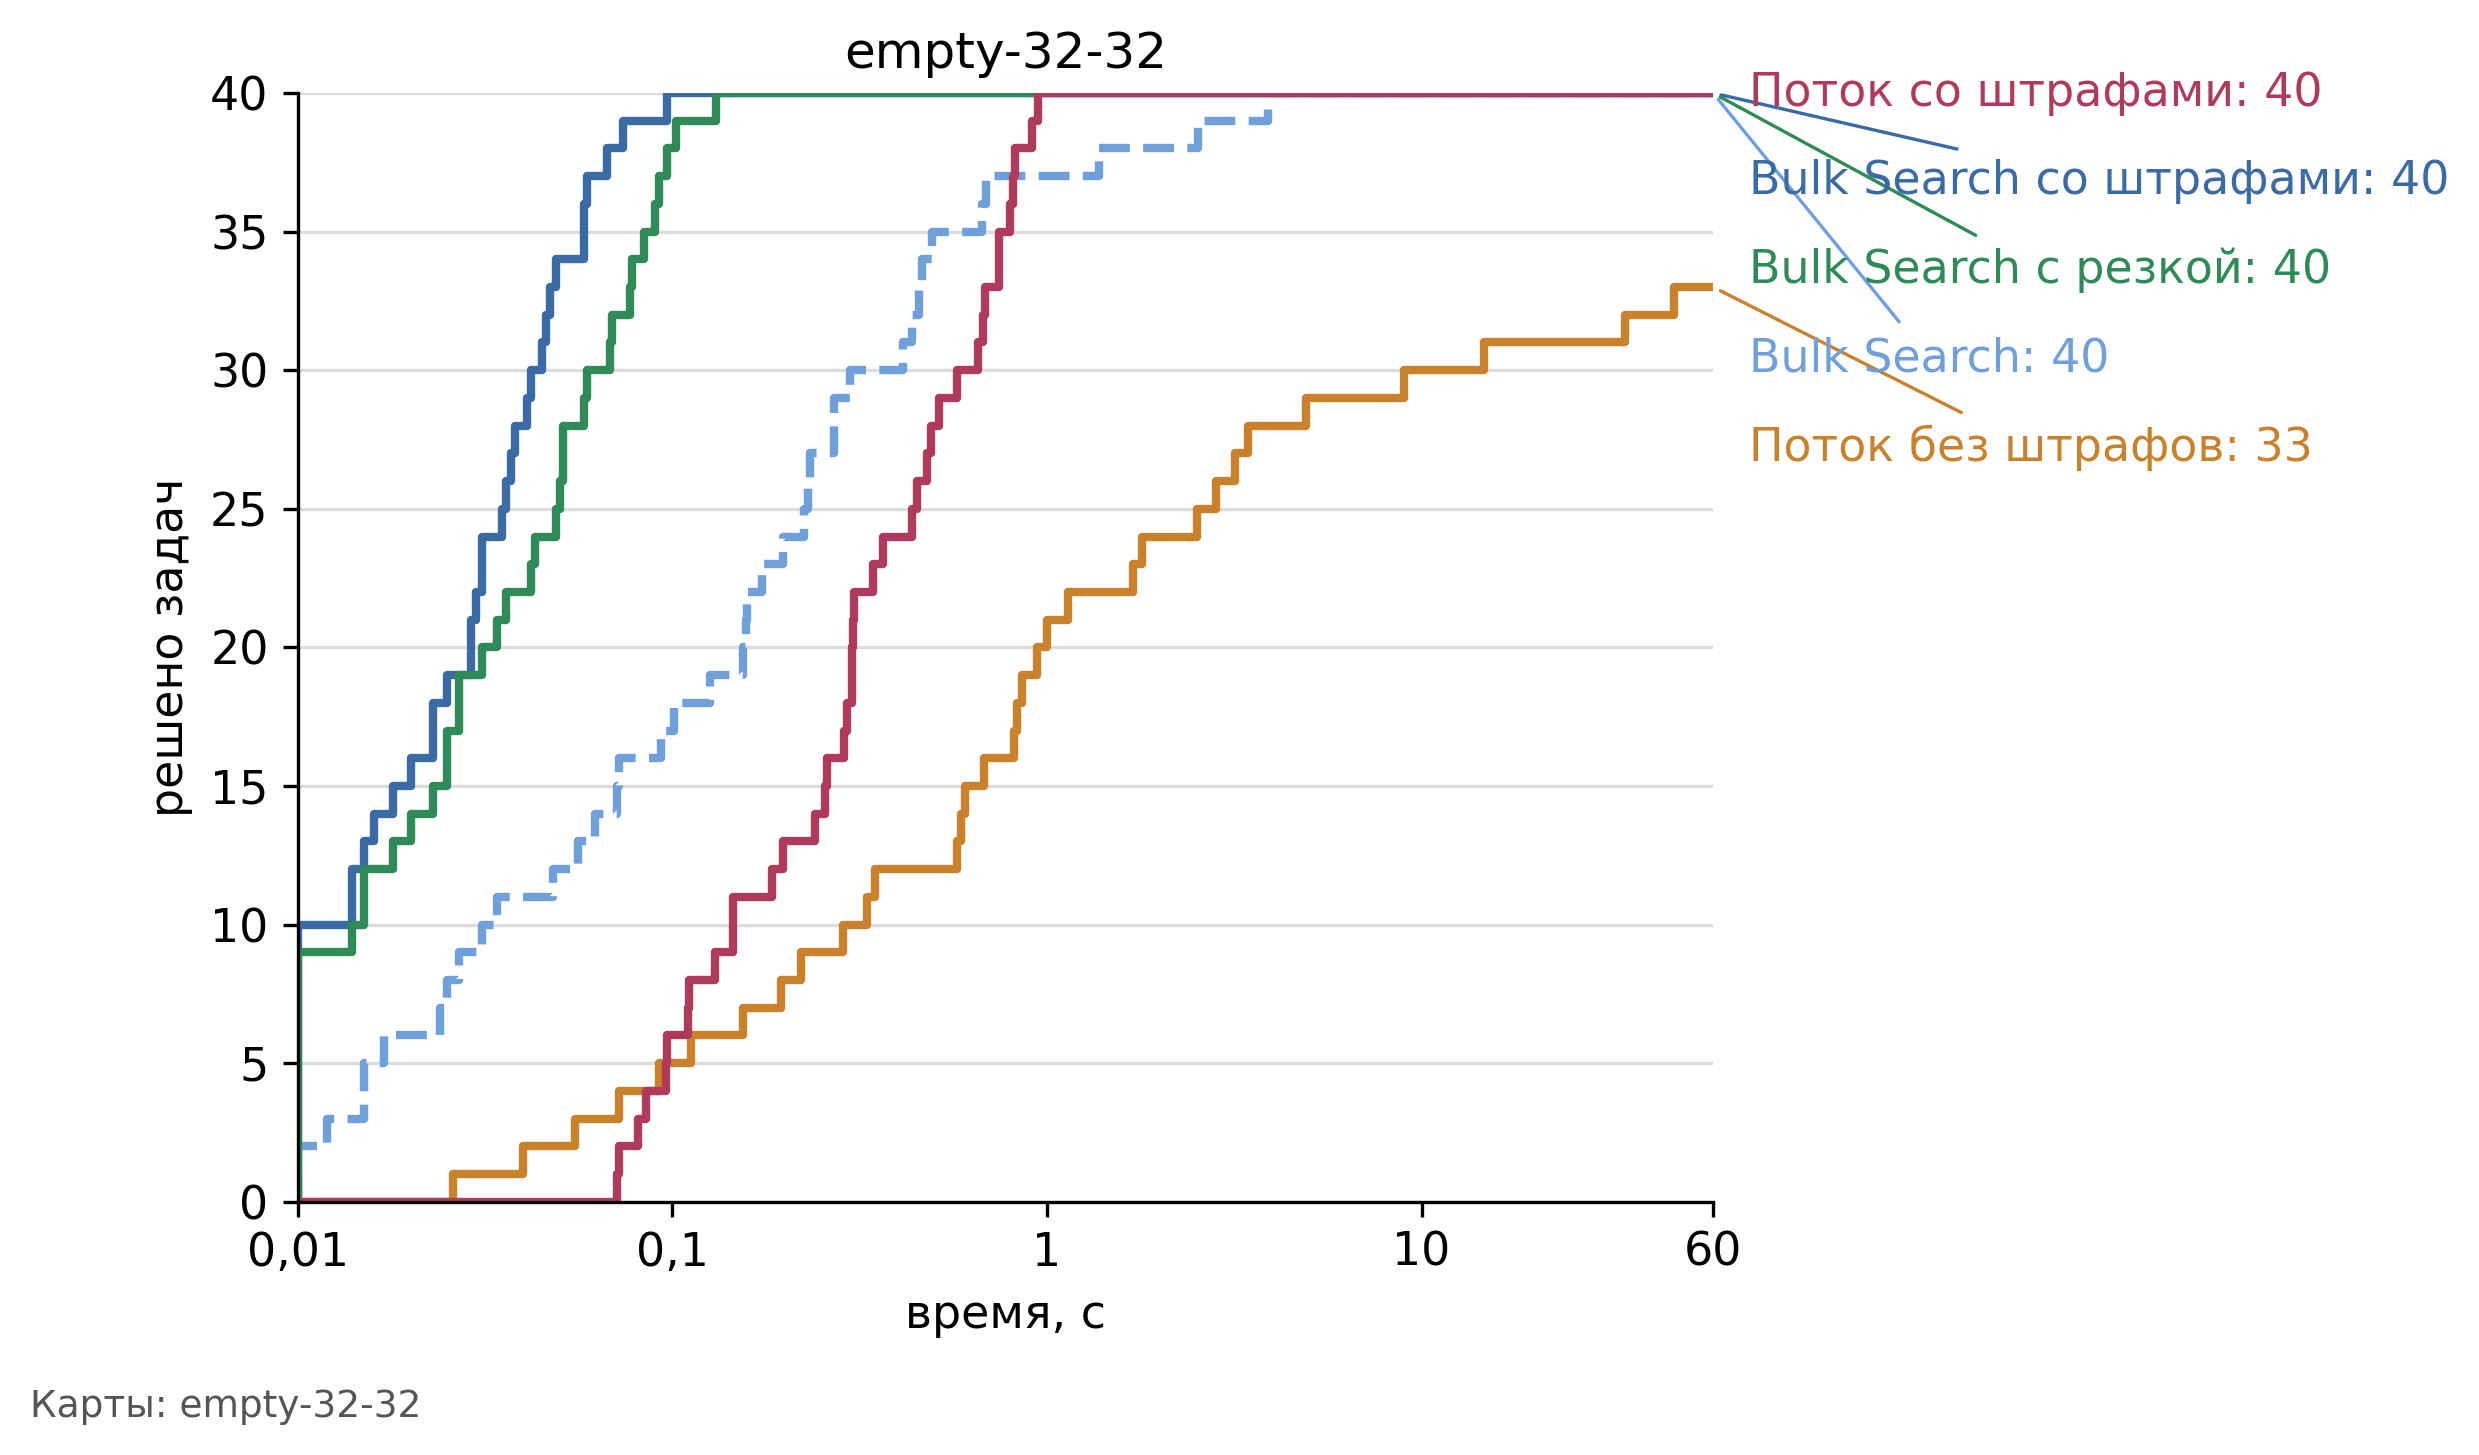 empty-32-32
40
35
30
25
20
15
10
5
0
решено задач
0,01
0,1
1
10
60
время, с
Поток со штрафами: 40
Bulk Search со штрафами: 40
Bulk Search с резкой: 40
Bulk Search: 40
Поток без штрафов: 33
Карты: empty-32-32